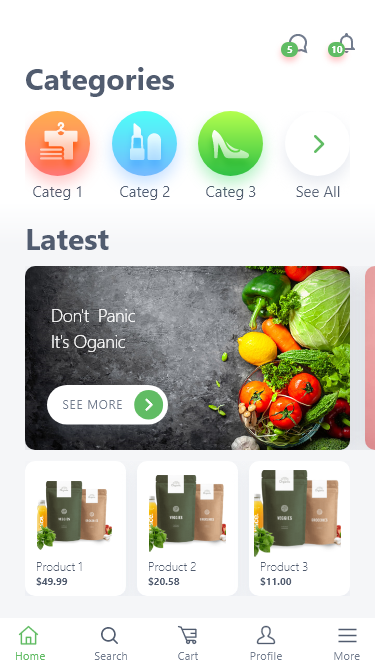 5
10
Categories
Categ 1
Categ 2
Categ 3
See All
Latest
Don't Panic
It's Oganic
SEE MORE
Product 1
$49.99
Product 2
$20.58
Product 3
$11.00
Home
Search
Cart
Profile
More